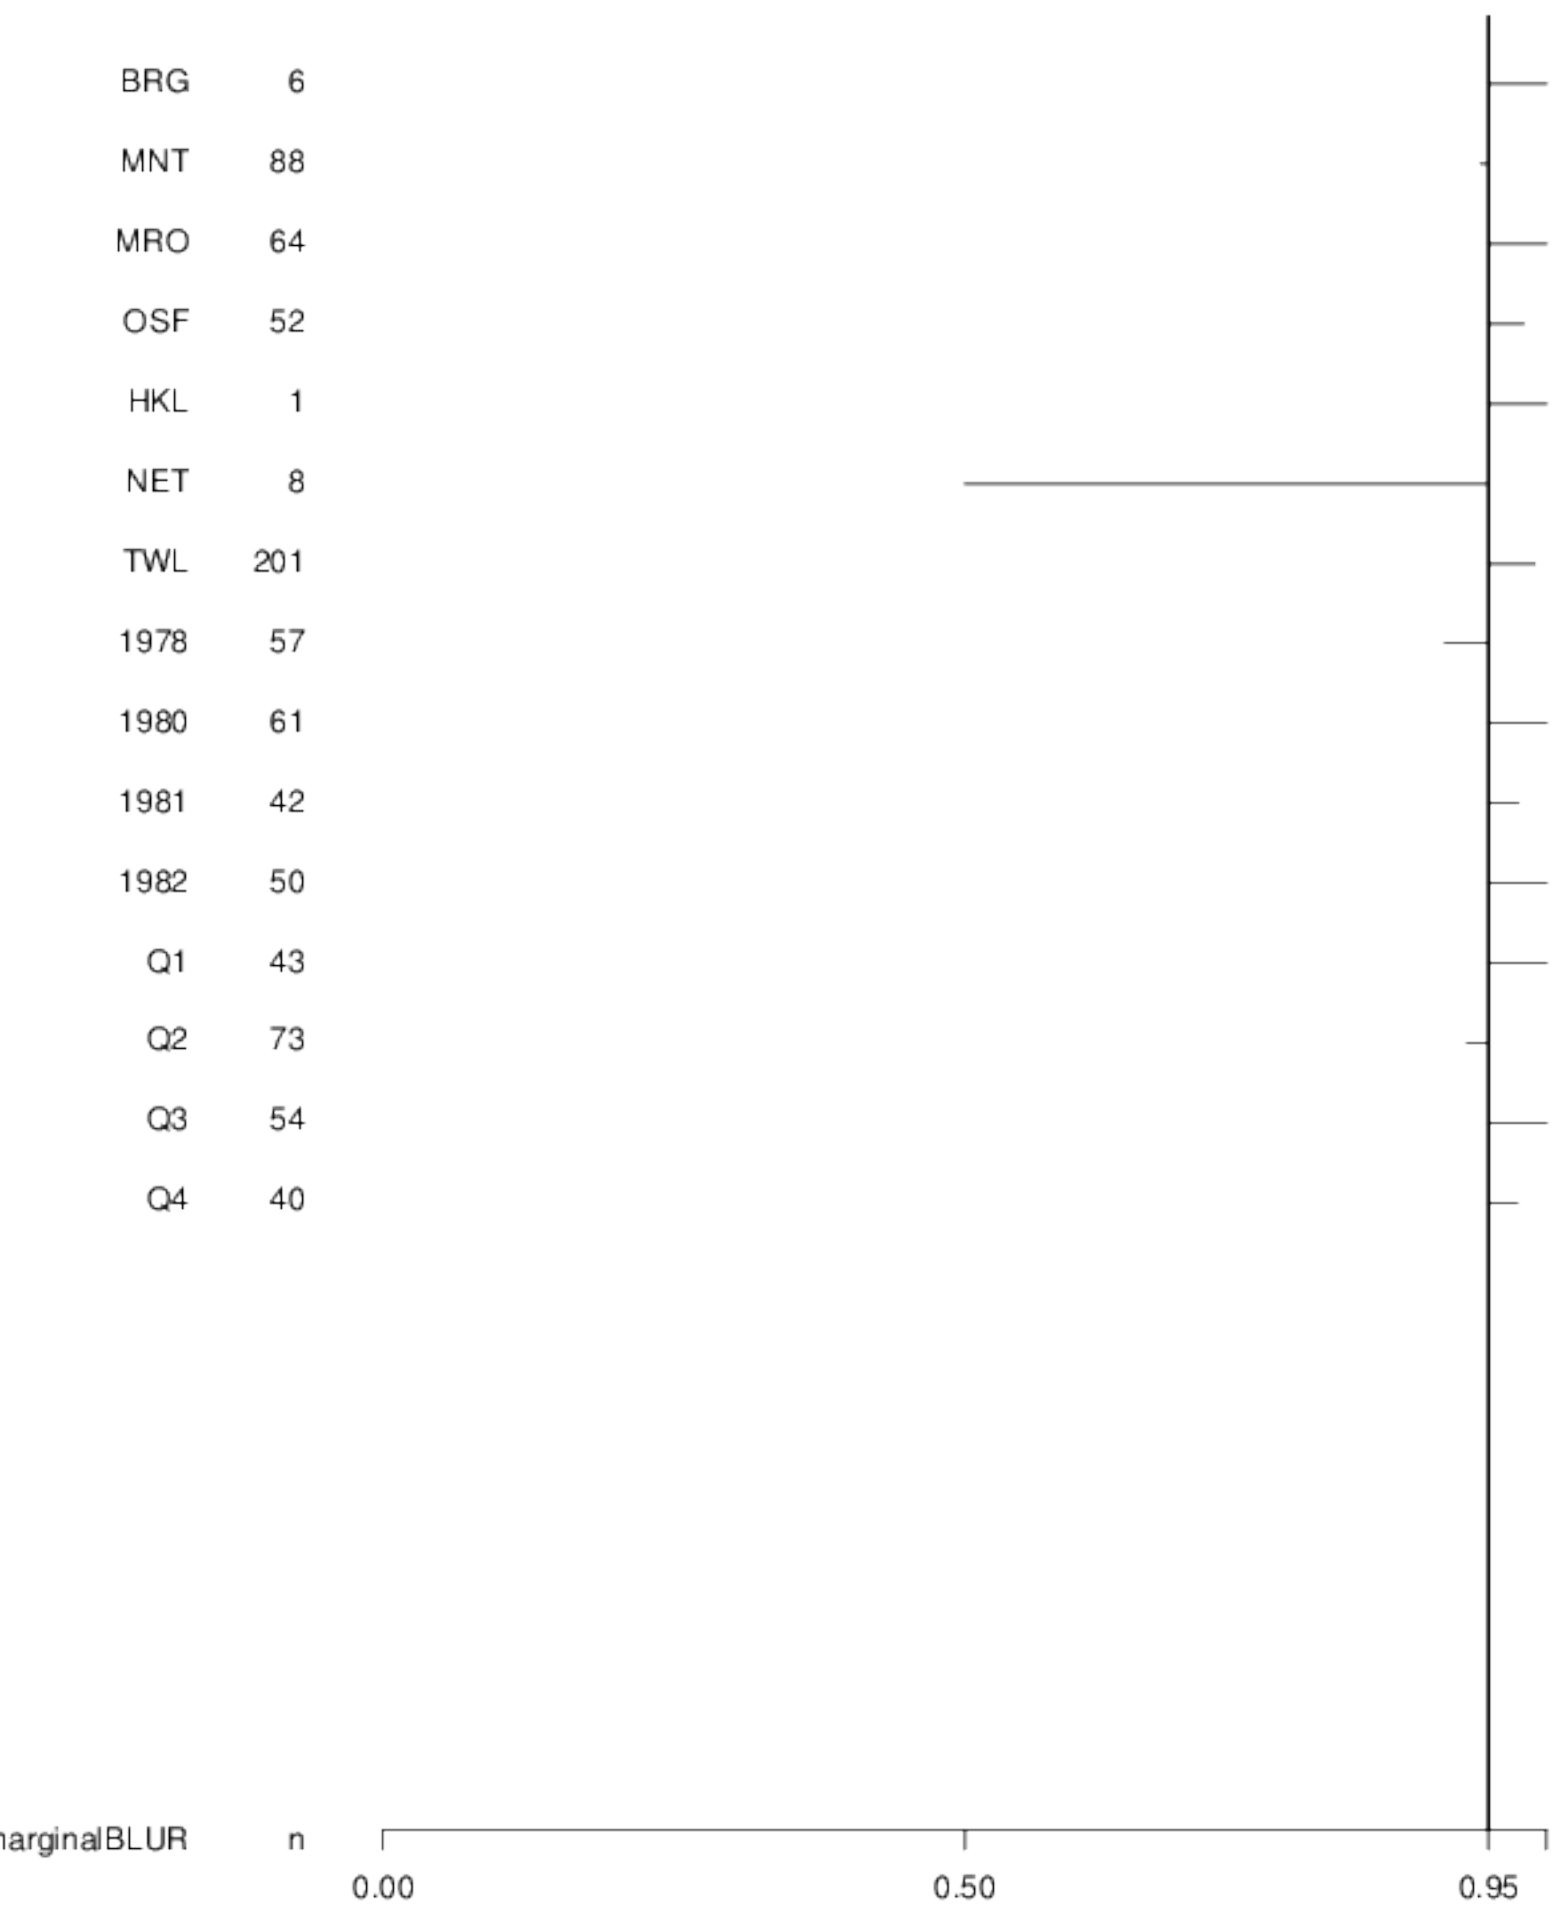 BRG 6
MNT 88
MRO 64
OSF 52
HKL 1
NET 8
TWL 201
1978 57
1980 61
1981 42
1982 50
Q1 43
Q2 73
Q3 54
Q4 40
BLUR n
0.00 0.50 0.95